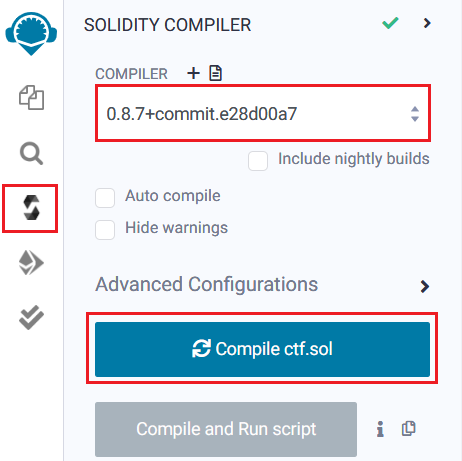 SOLIDITY COMPILER
COMPILER
0.8.7+commit.e28d00a7
Include nightly builds
Auto compile
Hide warnings
Advanced Configurations
Compile ctf.sol
Compile and Run script